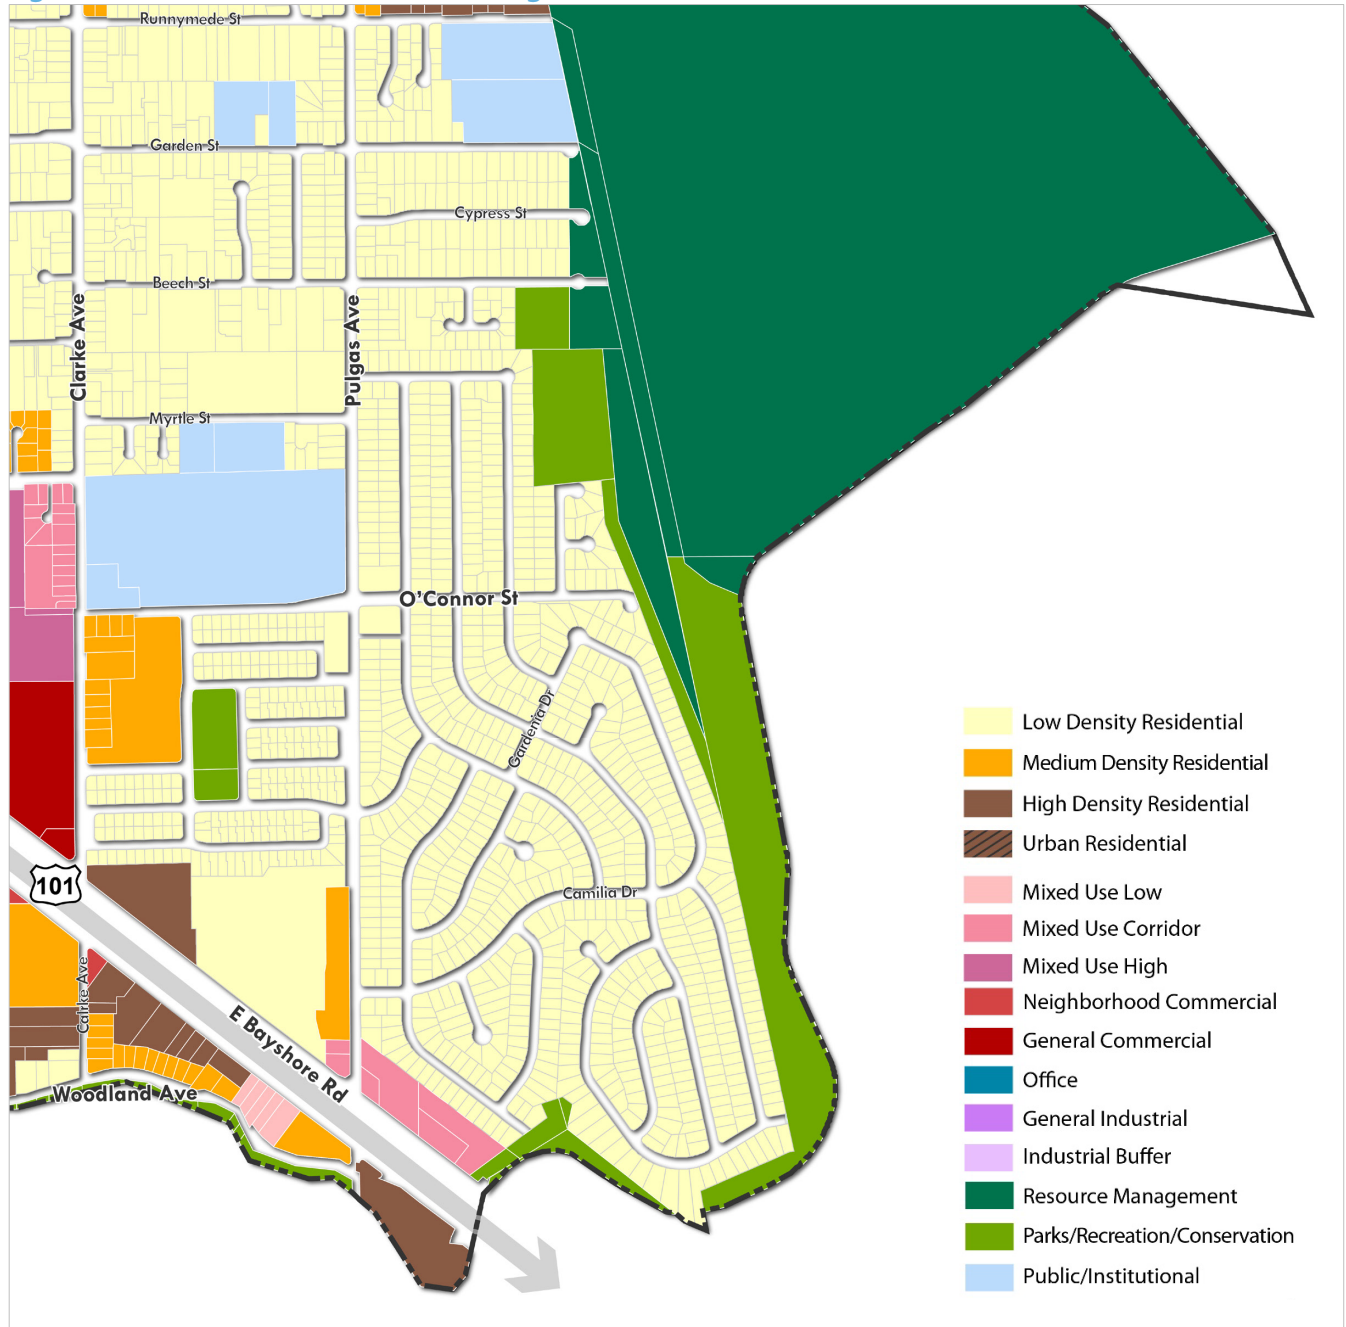 Runnymede St
Garden St
Cypress St
Beech St
Clarke Ave
Pulgas Ave
Myrtle St
O'Connor St
Gardenia Dr
Camilia Dr
101
Calrke Ave
E Bayshore Rd
Woodland Ave
Low Density Residential
Medium Density Residential
High Density Residential
Urban Residential
Mixed Use Low
Mixed Use Corridor
Mixed Use High
Neighborhood Commercial
General Commercial
Office
General Industrial
Industrial Buffer
Resource Management
Parks/Recreation/Conservation
Public/Institutional